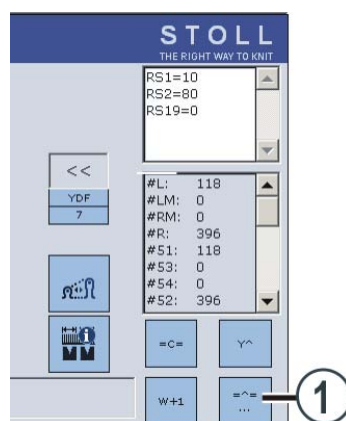 STOLL
THE RIGHT WAY TO KNIT
RS1=10
RS2=80
RS19=0
<<
YDF
7
#L: 118
#LM: 0
#RM: 0
#R: 396
#51: 118
#53: 0
#54: 0
#52: 396
=C=
Y^
W+1
=^=
...
1